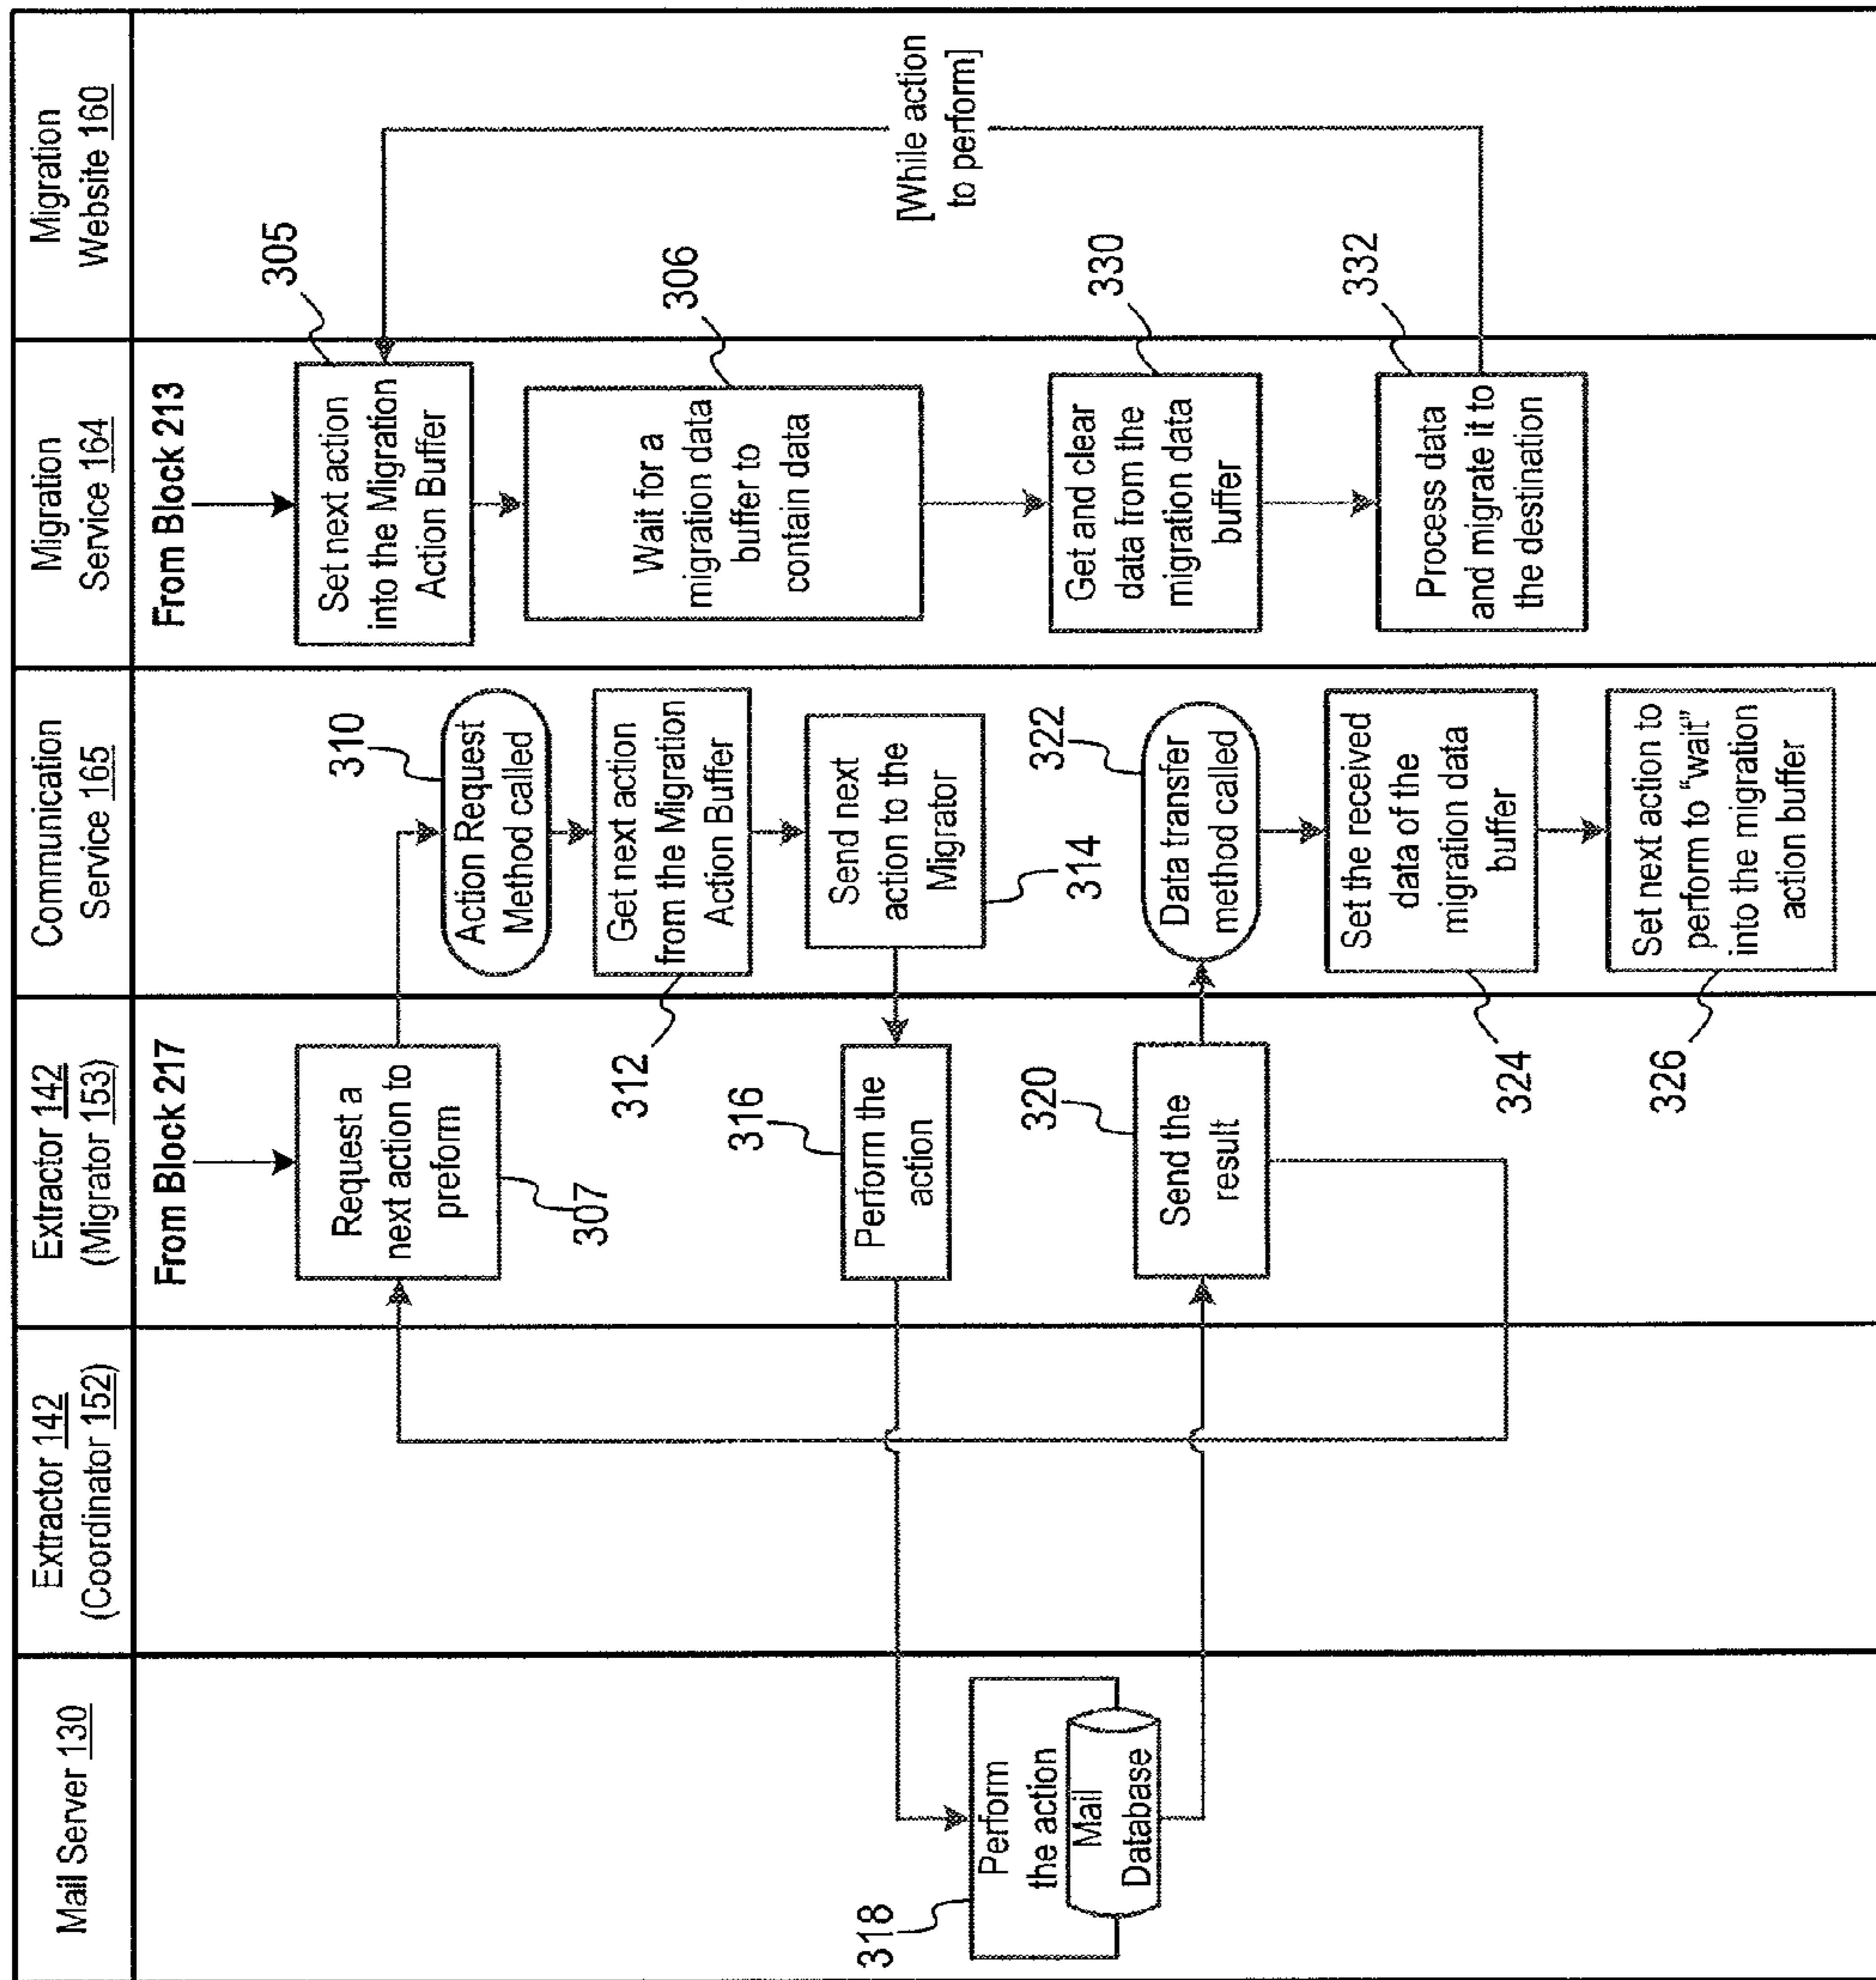 Mail Server 130
Extractor 142
(Coordinator 152)
Extractor 142
(Migrator 153)
Communication
Service 165
Migration
Service 164
Migration
Website 160
From Block 217
From Block 213
305
Set next action
into the Migration
Action Buffer
Request a
next action to
preform
307
310
Action Request
Method called
306
Wait for a
migration data
buffer to
contain data
Get next action
from the Migration
Action Buffer
312
Send next
action to the
Migrator
314
316
Perform the
action
[While action
to perform]
318
Perform
the action
Mail
Database
320
Send the
result
322
Data transfer
method called
330
Get and clear
data from the
migration data
buffer
Set the received
data of the
migration data
buffer
324
332
Process data
and migrate it to
the destination
Set next action to
perform to "wait"
into the migration
action buffer
326